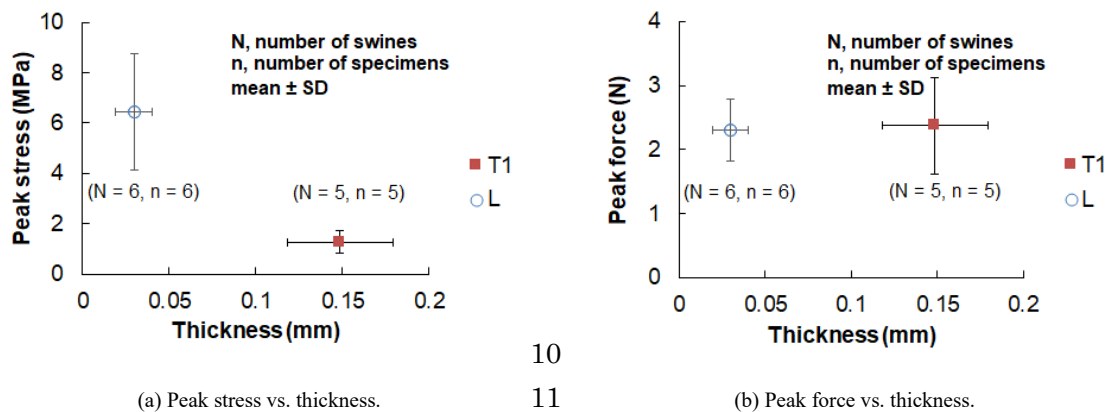 10
8
6
4
2
0
Peak stress (MPa)
N, number of swines
n, number of specimens
mean ± SD
(N = 6, n = 6)
(N = 5, n = 5)
T1
L
0
0.05
0.1
0.15
0.2
Thickness (mm)
(a) Peak stress vs. thickness.
10
11
4
3
2
1
0
Peak force (N)
N, number of swines
n, number of specimens
mean ± SD
(N = 6, n = 6)
(N = 5, n = 5)
T1
L
0
0.05
0.1
0.15
0.2
Thickness (mm)
(b) Peak force vs. thickness.